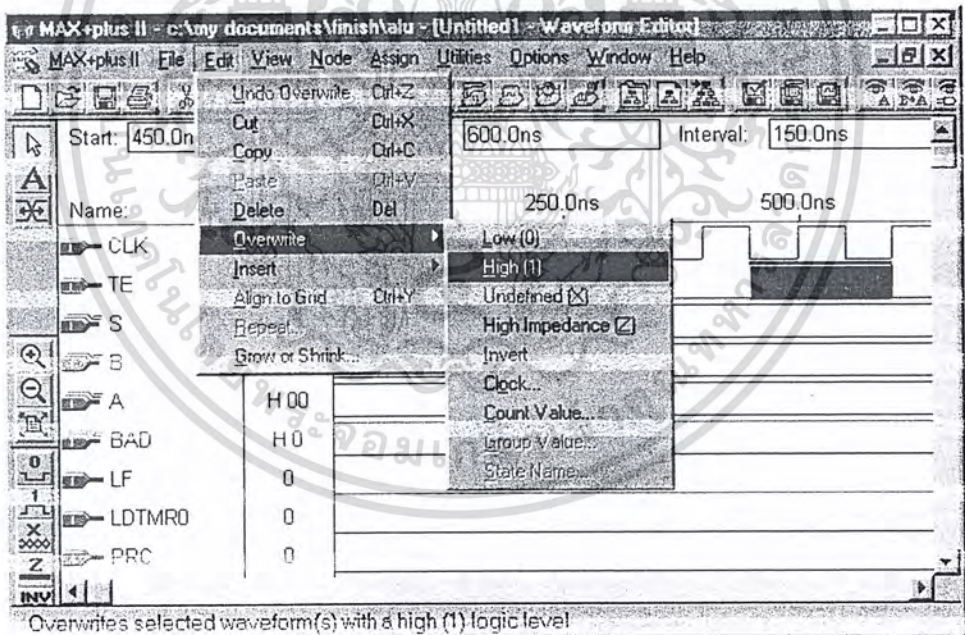 MAX+plus II - c:\my documents\finish\alu - [Untitled1 - Waveform Editor]
MAX+plus II File Edit View Node Assign Utilities Options Window Help
Start: 450.0n 600.0ns Interval: 150.0ns
Name: 250.0ns 500.0ns
Undo Overwrite Ctrl+Z
Cut Ctrl+X
Copy Ctrl+C
Paste Ctrl+V
Delete Del
Overwrite
Insert
Align to Grid Ctrl+Y
Repeat...
Grow or Shrink...
Low (0)
High (1)
Undefined (X)
High Impedance (Z)
Invert
Clock...
Count Value...
Group Value...
State Name...
CLK
TE
S
B
A H 00
BAD H 0
LF 0
LDTMR0 0
PRC 0
A
0
1
X
Z
INV
Overwrites selected waveform(s) with a high (1) logic level